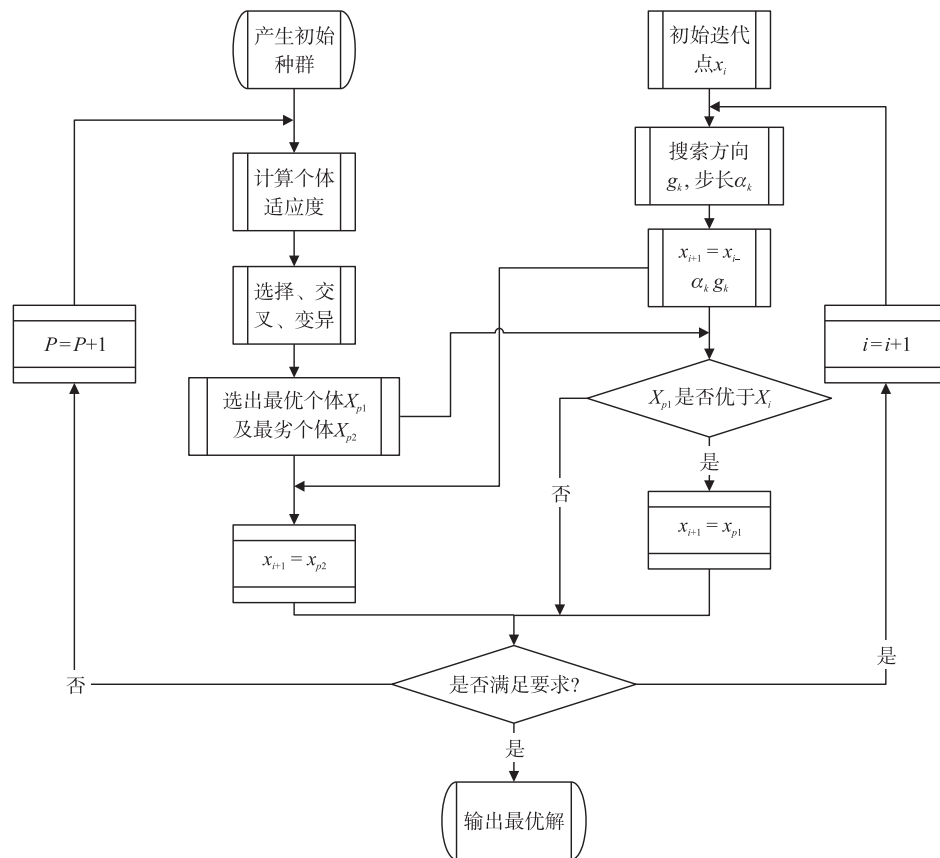 产生初始
种群
计算个体
适应度
选择、交
叉、变异
选出最优个体X_{p1}
及最劣个体X_{p2}
x_{i+1} = x_{p2}
P=P+1
初始迭代
点x_i
搜索方向
g_k, 步长α_k
x_{i+1} = x_{i-}
α_k g_k
X_{p1}是否优于X_i
是
否
x_{i+1} = x_{p1}
i=i+1
是否满足要求?
否
是
是
输出最优解